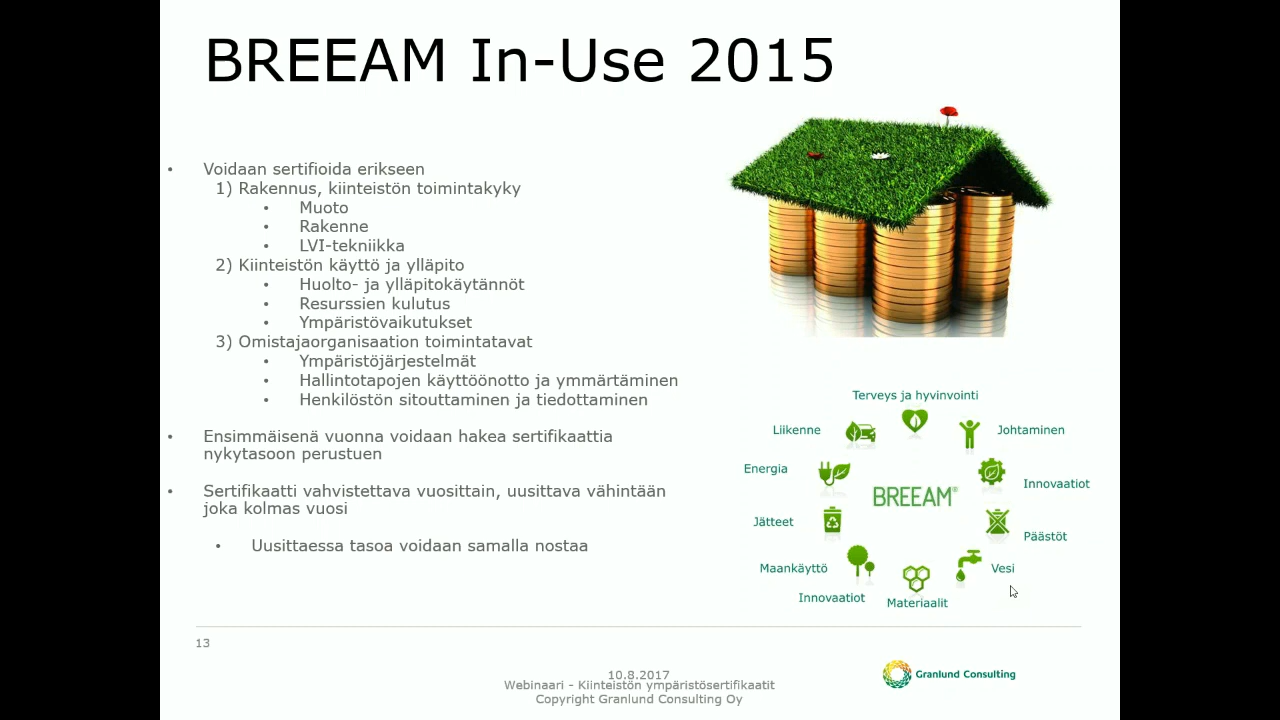 BREEAM In-Use 2015
• Voidaan sertifioida erikseen
1) Rakennus, kiinteistön toimintakyky
• Muoto
• Rakenne
• LVI-tekniikka
2) Kiinteistön käyttö ja ylläpito
• Huolto- ja ylläpitokäytännöt
• Resurssien kulutus
• Ympäristövaikutukset
3) Omistajaorganisaation toimintatavat
• Ympäristöjärjestelmät
• Hallintotapojen käyttöönotto ja ymmärtäminen
• Henkilöstön sitouttaminen ja tiedottaminen
• Ensimmäisenä vuonna voidaan hakea sertifikaattia
nykytasoon perustuen
• Sertifikaatti vahvistettava vuosittain, uusittava vähintään
joka kolmas vuosi
• Uusittaessa tasoa voidaan samalla nostaa
Terveys ja hyvinvointi
Liikenne
Johtaminen
Energia
Innovaatiot
BREEAM®
Jätteet
Päästöt
Maankäyttö
Vesi
Innovaatiot
Materiaalit
13
10.8.2017
Webinaari - Kiinteistön ympäristösertifikaatit
Copyright Granlund Consulting Oy
Granlund Consulting